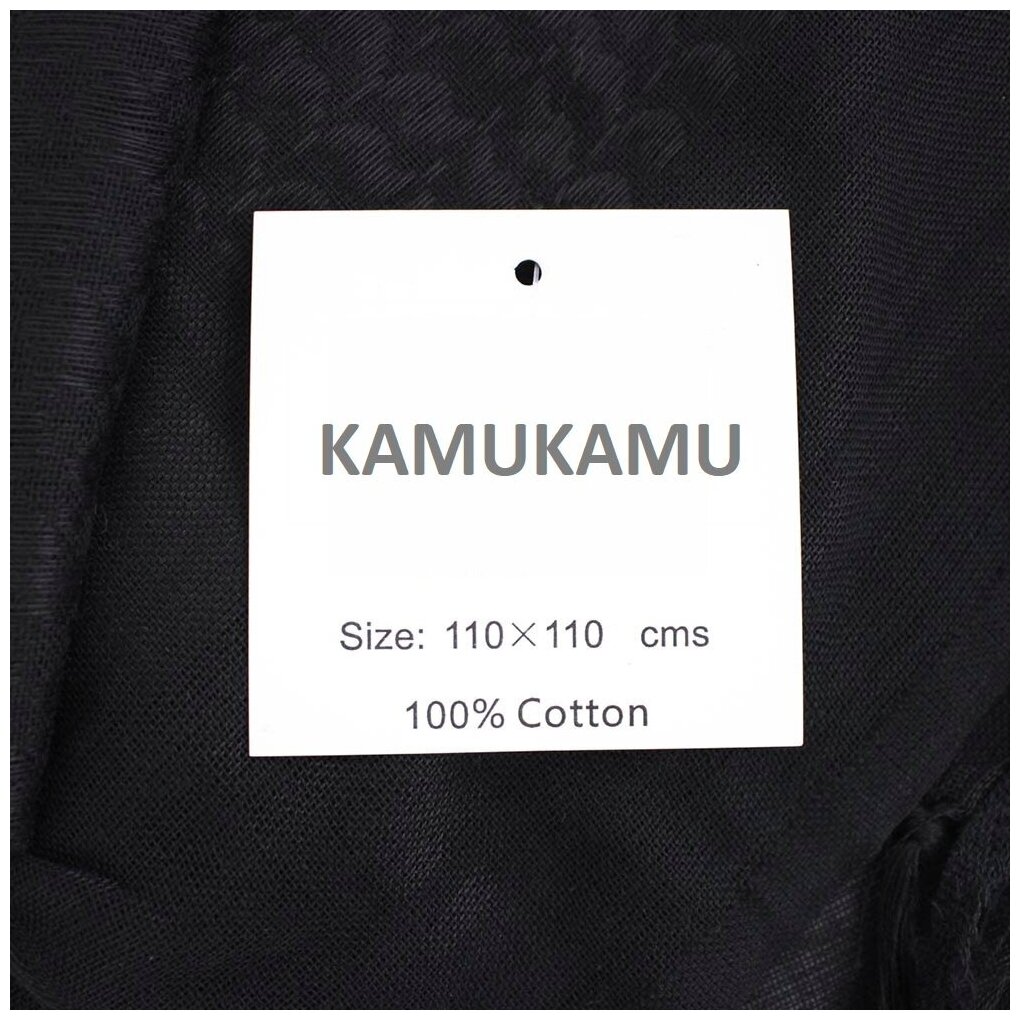 KAMUKAMU
Size: 110×110 cms
100% Cotton